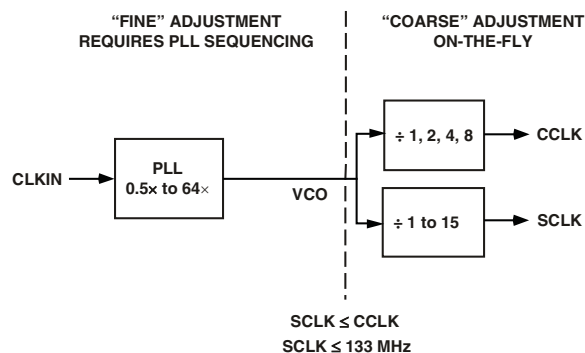 “FINE” ADJUSTMENT
REQUIRES PLL SEQUENCING
“COARSE” ADJUSTMENT
ON-THE-FLY
CLKIN
PLL
0.5× to 64×
VCO
÷ 1, 2, 4, 8
CCLK
÷ 1 to 15
SCLK
SCLK ≤ CCLK
SCLK ≤ 133 MHz